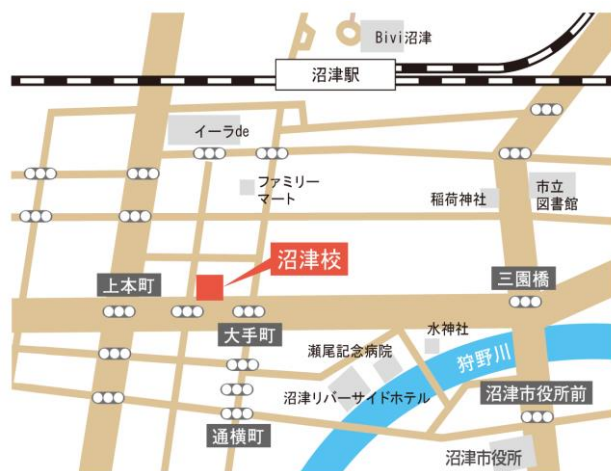 Bivi沼津
沼津駅
イーラde
ファミリー
マート
稲荷神社
市立
図書館
沼津校
上本町
三園橋
大手町
水神社
瀬尾記念病院
狩野川
沼津リバーサイドホテル
沼津市役所前
通横町
沼津市役所